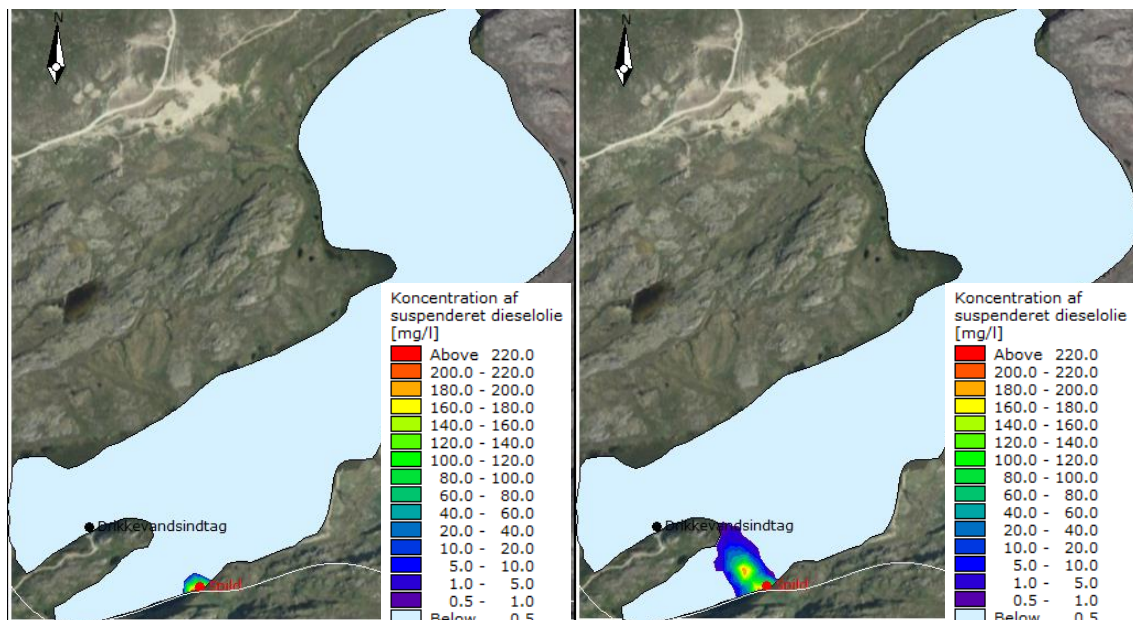 N
Koncentration af
suspenderet dieselolie
[mg/l]
Above 220.0
200.0 - 220.0
180.0 - 200.0
160.0 - 180.0
140.0 - 160.0
120.0 - 140.0
100.0 - 120.0
80.0 - 100.0
60.0 - 80.0
40.0 - 60.0
20.0 - 40.0
10.0 - 20.0
5.0 - 10.0
1.0 - 5.0
0.5 - 1.0
Below 0.5
Drikkevandsindtag
Spild
N
Koncentration af
suspenderet dieselolie
[mg/l]
Above 220.0
200.0 - 220.0
180.0 - 200.0
160.0 - 180.0
140.0 - 160.0
120.0 - 140.0
100.0 - 120.0
80.0 - 100.0
60.0 - 80.0
40.0 - 60.0
20.0 - 40.0
10.0 - 20.0
5.0 - 10.0
1.0 - 5.0
0.5 - 1.0
Below 0.5
Drikkevandsindtag
Spild